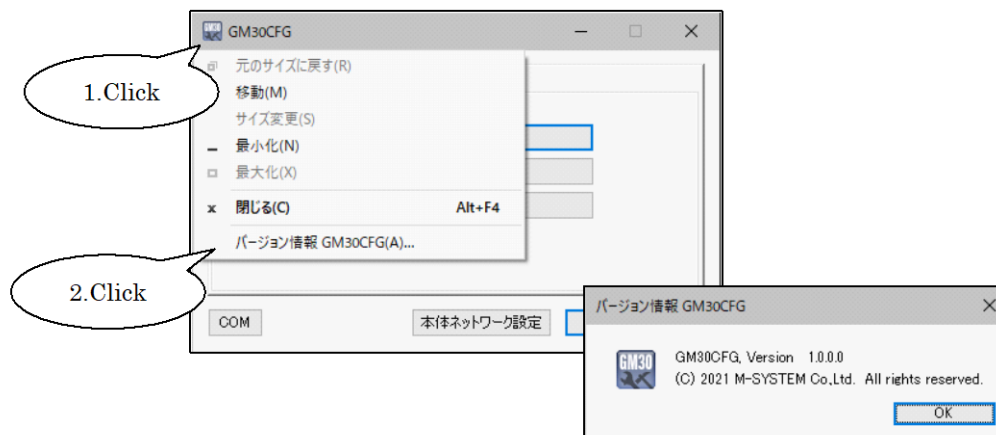 GM30CFG
元のサイズに戻す(R)
1.Click
移動(M)
サイズ変更(S)
最小化(N)
最大化(X)
閉じる(C) Alt+F4
バージョン情報 GM30CFG(A)...
2.Click
COM
本体ネットワーク設定
バージョン情報 GM30CFG
GM30
GM30CFG, Version 1.0.0.0
(C) 2021 M-SYSTEM Co.,Ltd. All rights reserved.
OK